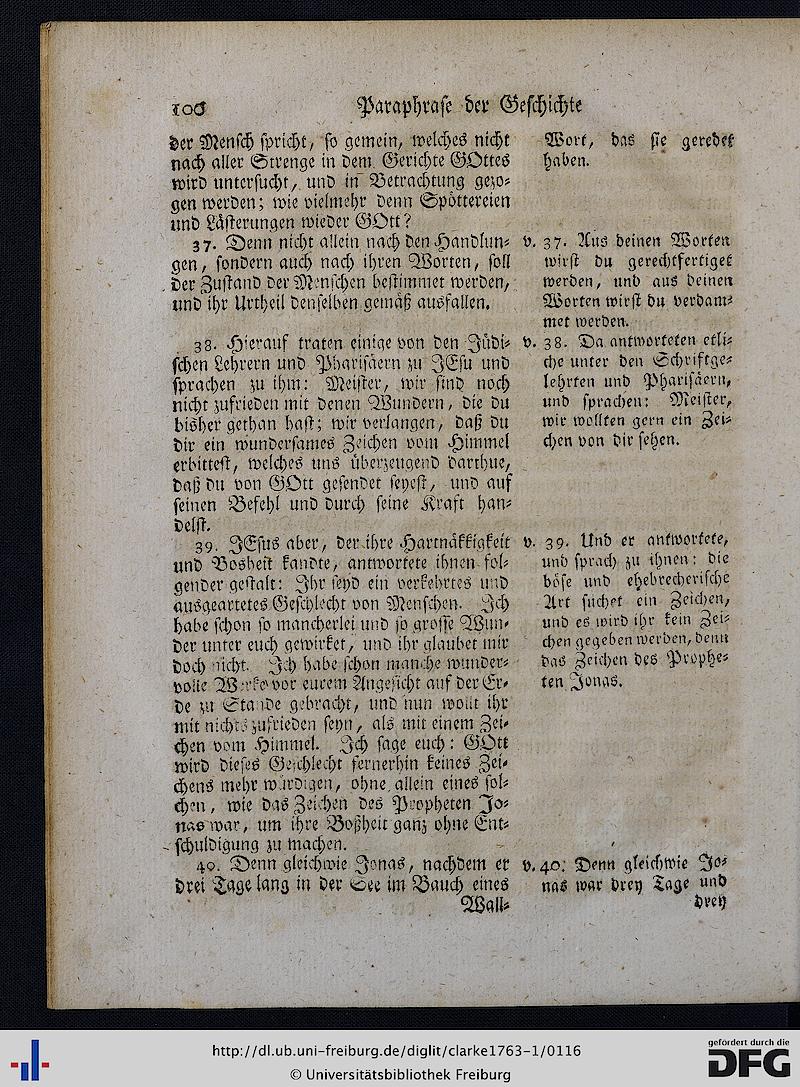 100
Paraphrase der Geschichte
der Mensch spricht, so gemein, welches nicht
nach aller Strenge in dem Gerichte GOttes
wird untersucht, und in Betrachtung gezo-
gen werden; wie vielmehr denn Spöttereien
und Lästerungen wieder GOtt?
37. Denn nicht allein nach den Handlun-
gen, sondern auch nach ihren Worten, soll
der Zustand der Menschen bestimmet werden,
und ihr Urtheil denselben gemäß ausfallen.
38. Hierauf traten einige von den Jüdi-
schen Lehrern und Pharisäern zu JEsu und
sprachen zu ihm: Meister, wir sind noch
nicht zufrieden mit denen Wundern, die du
bisher gethan hast; wir verlangen, daß du
dir ein wundersames Zeichen vom Himmel
erbittest, welches uns überzeugend darthue,
daß du von GOtt gesendet seyest, und auf
seinen Befehl und durch seine Kraft han-
delst.
39. JEsus aber, der ihre Hartnäkkigkeit
und Bosheit kandte, antwortete ihnen fol-
gender gestalt: Ihr seyd ein verkehrtes und
ausgeartetes Geschlecht von Menschen. Ich
habe schon so mancherlei und so grosse Wun-
der unter euch gewirket, und ihr glaubet mir
doch nicht. Ich habe schon manche wunder-
volle Werke vor eurem Angesicht auf der Er-
de zu Stande gebracht, und nun wollt ihr
mit nichts zufrieden seyn, als mit einem Zei-
chen vom Himmel. Ich sage euch: GOtt
wird dieses Geschlecht fernerhin keines Zei-
chens mehr würdigen, ohne allein eines sol-
chen, wie das Zeichen des Propheten Jo-
nas war, um ihre Boßheit ganz ohne Ent-
schuldigung zu machen.
40. Denn gleichwie Jonas, nachdem er
drei Tage lang in der See im Bauch eines
Wall-
Wort, das sie geredet
haben.
v. 37. Aus deinen Worten
wirst du gerechtfertiget
werden, und aus deinen
Worten wirst du verdam-
met werden.
v. 38. Da antworteten etli-
che unter den Schriftge-
lehrten und Pharisäern,
und sprachen: Meister,
wir wollten gern ein Zei-
chen von dir sehen.
v. 39. Und er antwortete,
und sprach zu ihnen: die
böse und ehebrecherische
Art suchet ein Zeichen,
und es wird ihr kein Zei-
chen gegeben werden, denn
das Zeichen des Prophe-
ten Jonas.
v. 40. Denn gleichwie Jo-
nas war drey Tage und
drey
http://dl.ub.uni-freiburg.de/diglit/clarke1763-1/0116
© Universitätsbibliothek Freiburg
gefördert durch die
DFG